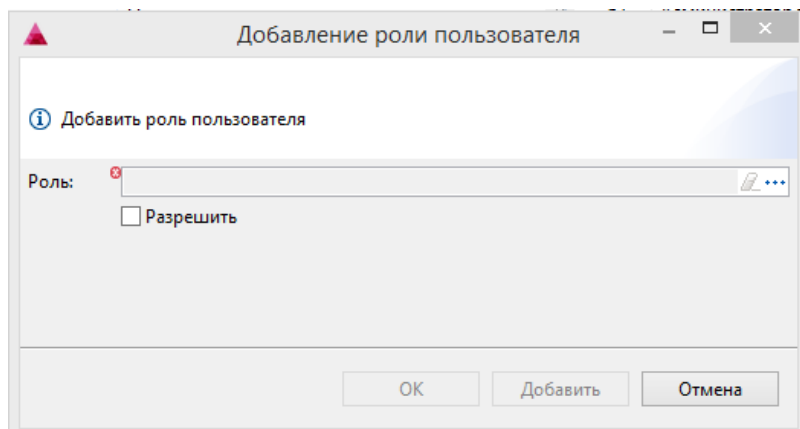 Добавление роли пользователя
Добавить роль пользователя
Роль:
Разрешить
OK
Добавить
Отмена